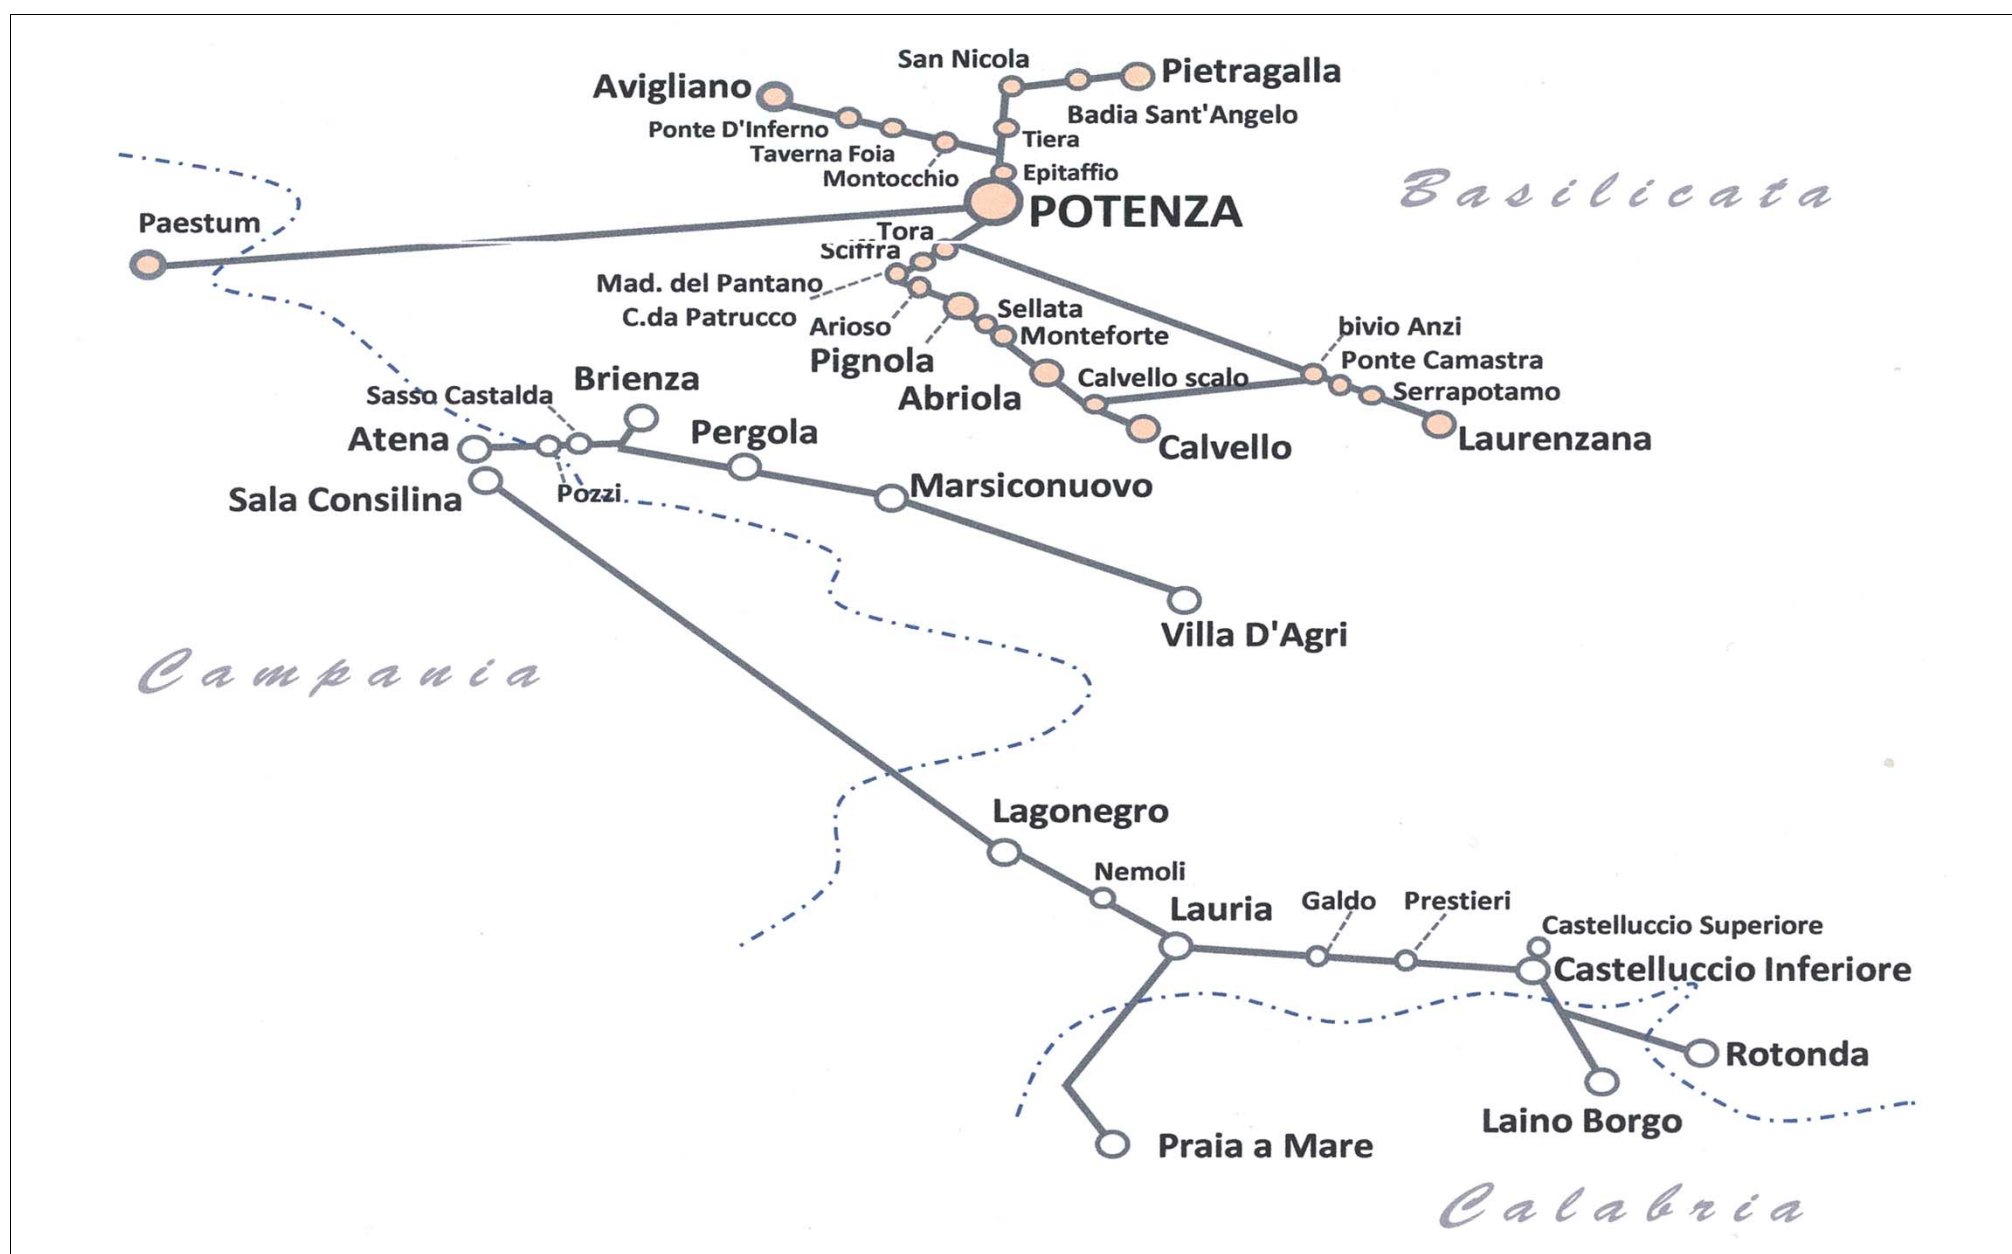 San Nicola
Pietragalla
Avigliano
Badia Sant'Angelo
Ponte D'Inferno
Tiera
Taverna Foia
Epitaffio
Montocchio
Basilicata
POTENZA
Paestum
Tora
Sciffra
Mad. del Pantano
C.da Patrucco
Sellata
Arioso
Monteforte
bivio Anzi
Pignola
Ponte Camastra
Brienza
Calvello scalo
Serrapotamo
Sasso Castalda
Abriola
Atena
Pergola
Calvello
Laurenzana
Marsiconuovo
Pozzi
Sala Consilina
Villa D'Agri
Campania
Lagonegro
Nemoli
Lauria
Galdo
Prestieri
Castelluccio Superiore
Castelluccio Inferiore
Rotonda
Laino Borgo
Praia a Mare
Calabria